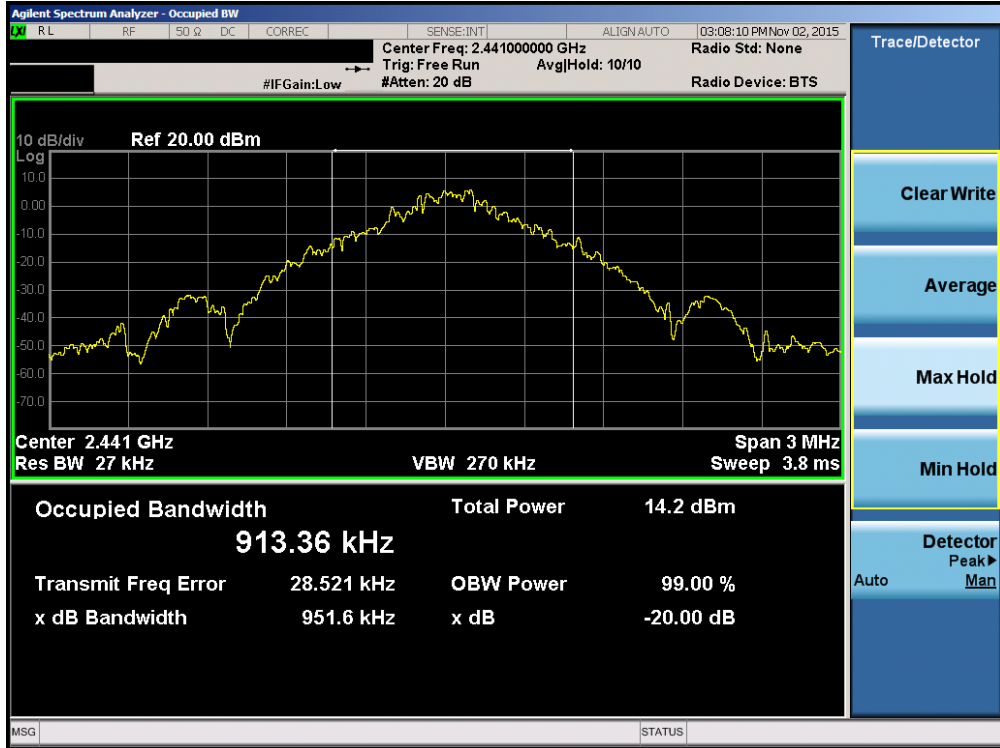 Agilent Spectrum Analyzer - Occupied BW
LXI RL RF 50 Ω DC CORREC SENSE:INT ALIGN AUTO 03:08:10 PM Nov 02, 2015
Center Freq: 2.441000000 GHz Radio Std: None
Trig: Free Run Avg|Hold: 10/10
#IFGain:Low #Atten: 20 dB Radio Device: BTS
10 dB/div Ref 20.00 dBm
Log
10.0
0.00
-10.0
-20.0
-30.0
-40.0
-50.0
-60.0
-70.0
Center 2.441 GHz Span 3 MHz
Res BW 27 kHz VBW 270 kHz Sweep 3.8 ms
Occupied Bandwidth Total Power 14.2 dBm
913.36 kHz
Transmit Freq Error 28.521 kHz OBW Power 99.00 %
x dB Bandwidth 951.6 kHz x dB -20.00 dB
Trace/Detector
Clear Write
Average
Max Hold
Min Hold
Detector
Peak▶
Auto Man
MSG STATUS